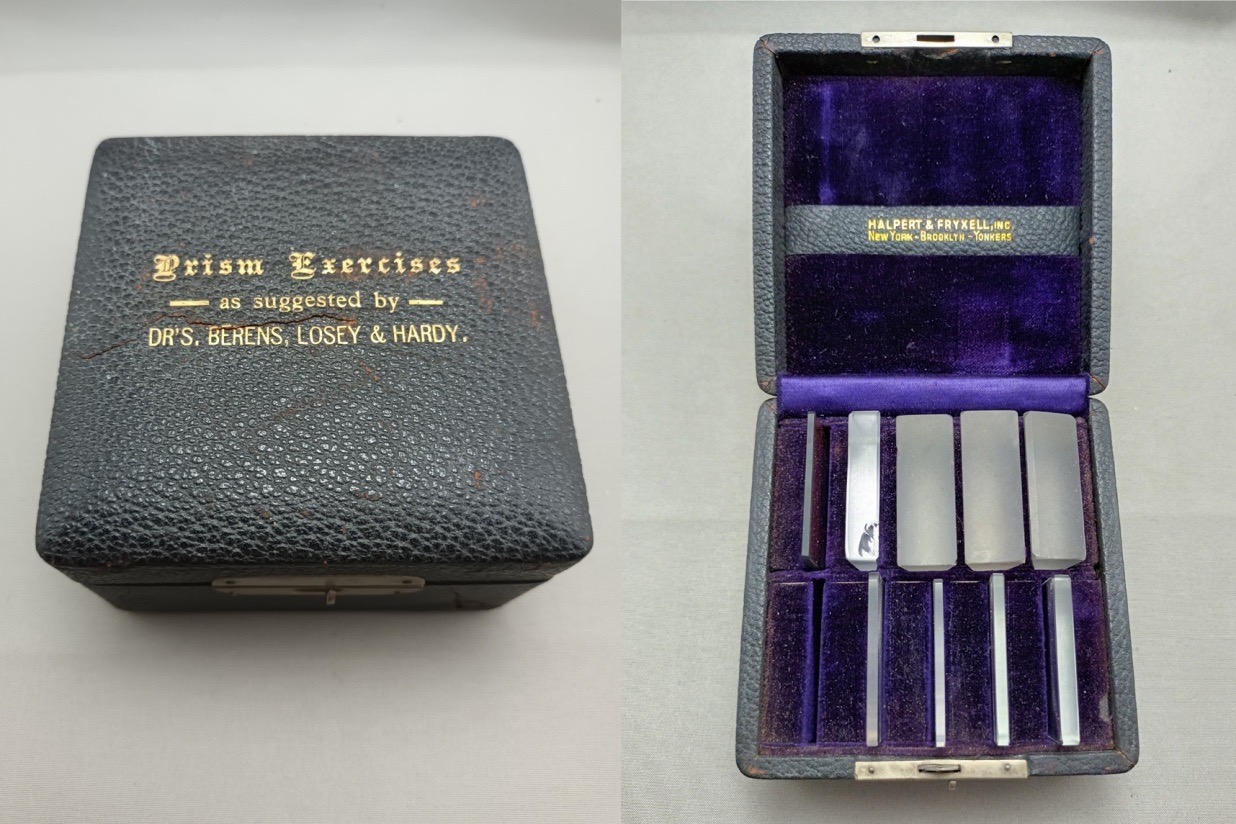 Prism Exercises
as suggested by
DR'S. BERENS, LOSEY & HARDY.
HALPERT & FRYXELL, INC
NEW YORK - BROOKLYN - YONKERS